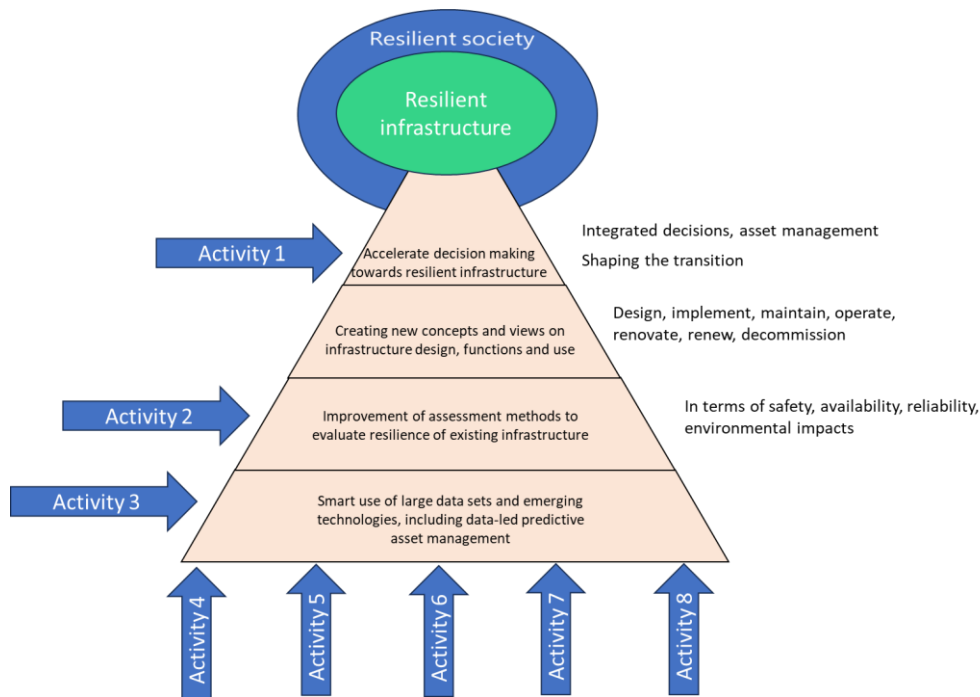 Resilient society
Resilient
infrastructure
Activity 1
Accelerate decision making
towards resilient infrastructure
Integrated decisions, asset management
Shaping the transition
Creating new concepts and views on
infrastructure design, functions and use
Design, implement, maintain, operate,
renovate, renew, decommission
Activity 2
Improvement of assessment methods to
evaluate resilience of existing infrastructure
In terms of safety, availability, reliability,
environmental impacts
Activity 3
Smart use of large data sets and emerging
technologies, including data-led predictive
asset management
Activity 4
Activity 5
Activity 6
Activity 7
Activity 8